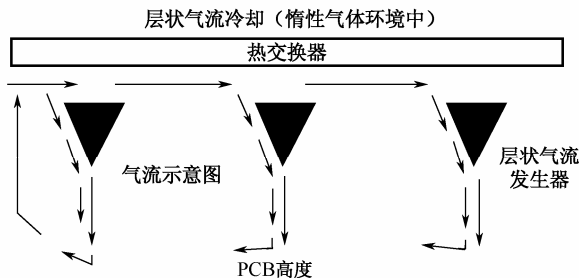 层状气流冷却（惰性气体环境中）
热交换器
气流示意图
层状气流
发生器
PCB高度